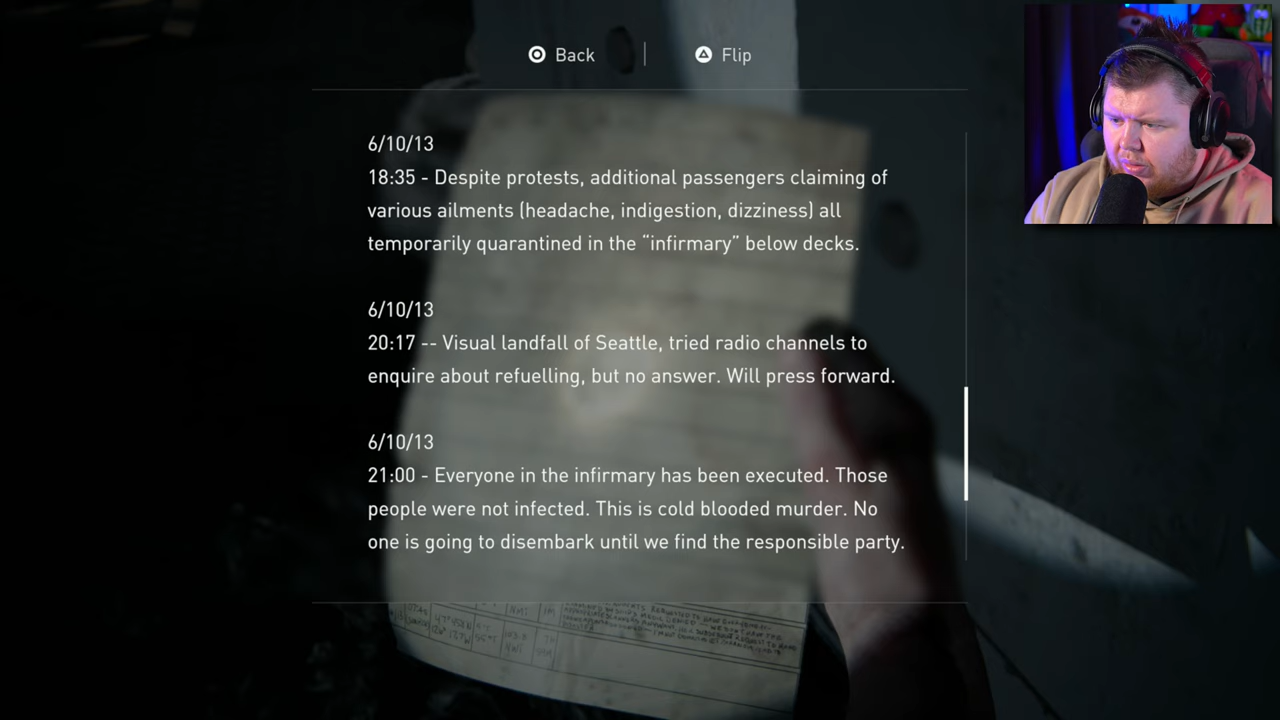 Back
Flip
6/10/13
18:35 - Despite protests, additional passengers claiming of
various ailments (headache, indigestion, dizziness) all
temporarily quarantined in the “infirmary” below decks.
6/10/13
20:17 -- Visual landfall of Seattle, tried radio channels to
enquire about refuelling, but no answer. Will press forward.
6/10/13
21:00 - Everyone in the infirmary has been executed. Those
people were not infected. This is cold blooded murder. No
one is going to disembark until we find the responsible party.